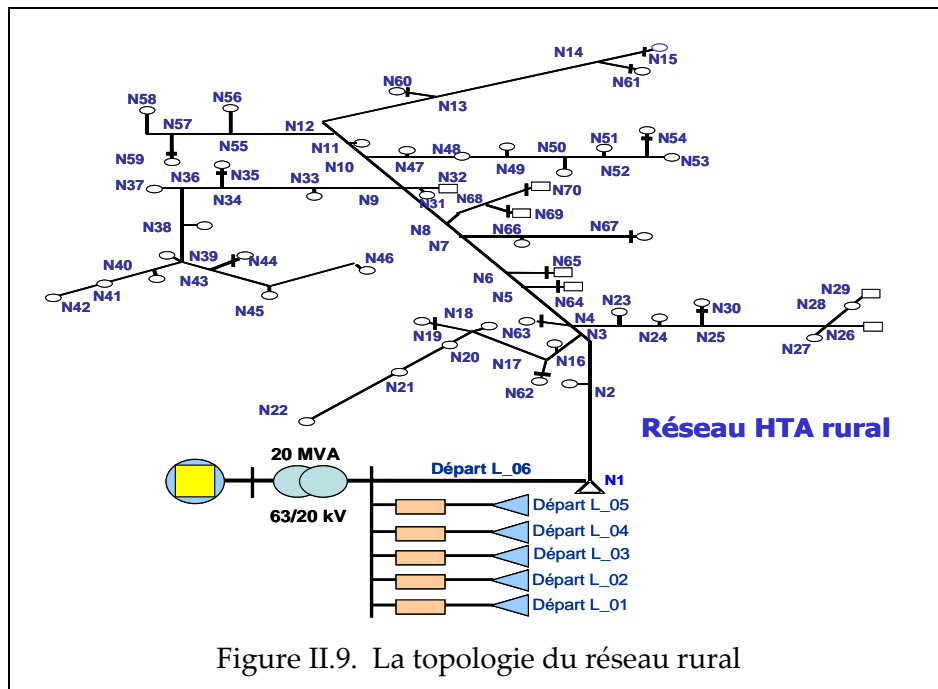 N14
N15
N60
N61
N58
N56
N13
N57
N12
N51
N54
N11
N48
N50
N55
N59
N10
N47
N49
N52
N53
N36
N35
N33
N32
N70
N37
N34
N9
N31
N68
N69
N67
N38
N8
N66
N7
N39
N44
N46
N65
N40
N43
N6
N29
N41
N5
N64
N23
N30
N28
N42
N45
N18
N63
N4
N19
N3
N24
N25
N26
N20
N17
N16
N27
N21
N62
N2
N22
Réseau HTA rural
20 MVA
Départ L_06
N1
63/20 kV
Départ L_05
Départ L_04
Départ L_03
Départ L_02
Départ L_01
Figure II.9. La topologie du réseau rural